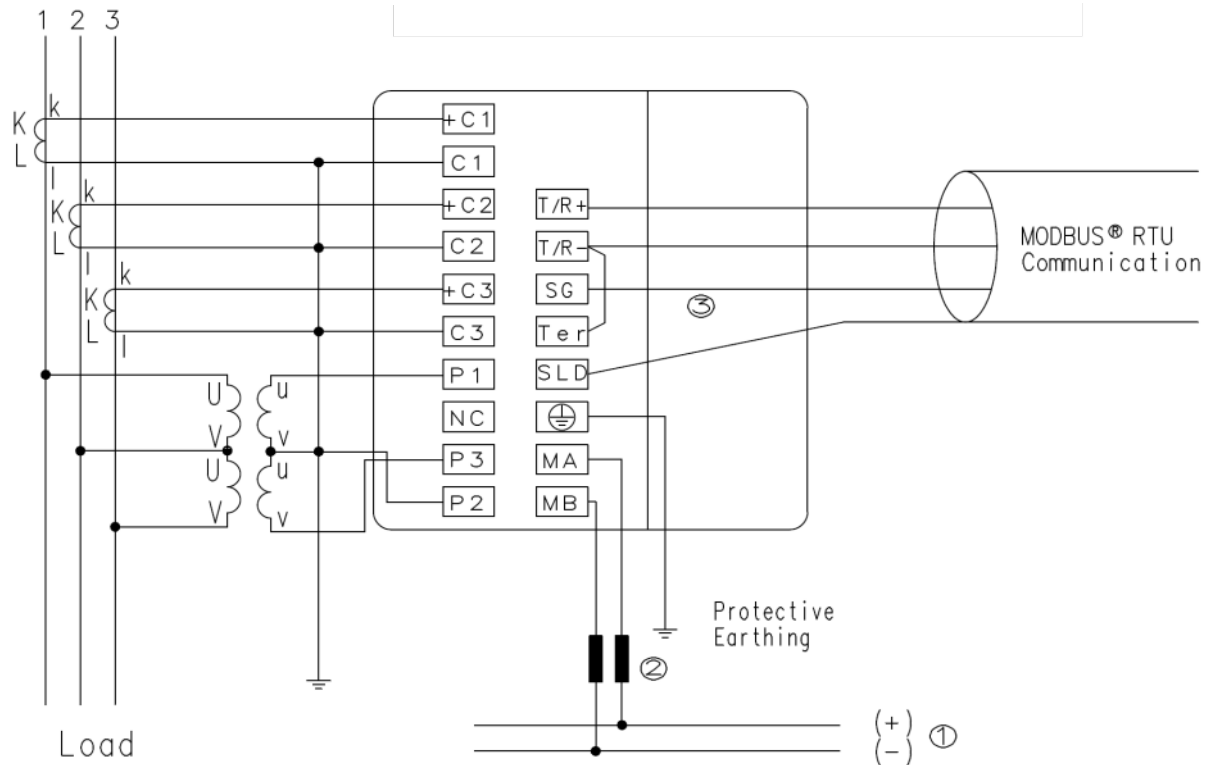 1 2 3
K k
L l
K k
L l
K k
L l
U u
V v
U u
V v
+C1
C1
+C2
C2
+C3
C3
P1
NC
P3
P2
T/R+
T/R-
SG
Ter
SLD
MA
MB
③
MODBUS® RTU
Communication
Protective
Earthing
②
(+)
(-)
①
Load